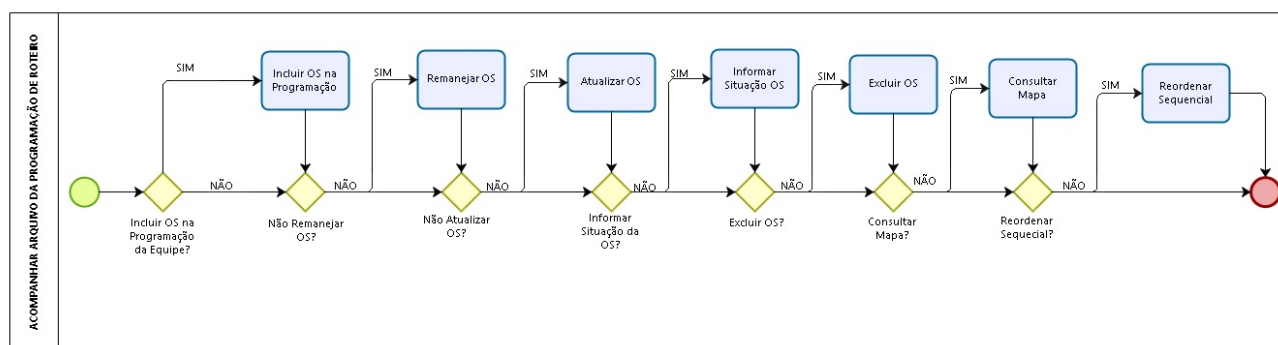 ACOMPANHAR ARQUIVO DA PROGRAMAÇÃO DE ROTEIRO
SIM
Incluir OS na
Programação
SIM
Remanejar OS
SIM
Atualizar OS
SIM
Informar
Situação OS
SIM
Excluir OS
SIM
Consultar
Mapa
SIM
Reordenar
Sequencial
NÃO
NÃO
NÃO
NÃO
NÃO
NÃO
NÃO
Incluir OS na
Programação
da Equipe?
Não Remanejar
OS?
Não Atualizar
OS?
Informar
Situação da
OS?
Excluir OS?
Consultar
Mapa?
Reordenar
Sequecial?